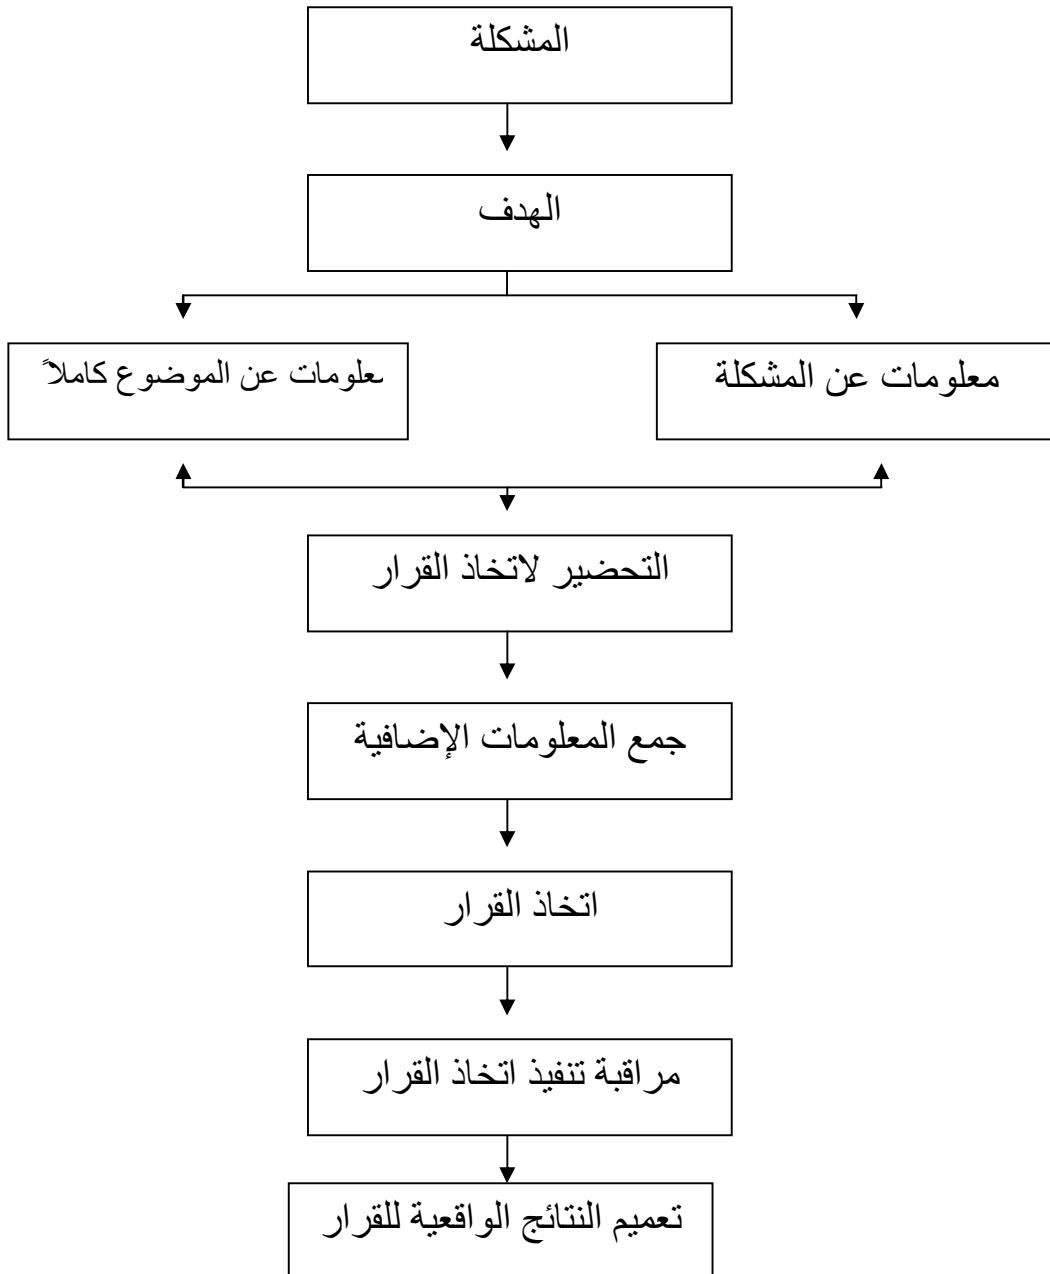 المشكلة
الهدف
معلومات عن المشكلة
معلومات عن الموضوع كاملاً
التحضير لاتخاذ القرار
جمع المعلومات الإضافية
اتخاذ القرار
مراقبة تنفيذ اتخاذ القرار
تعميم النتائج الواقعية للقرار